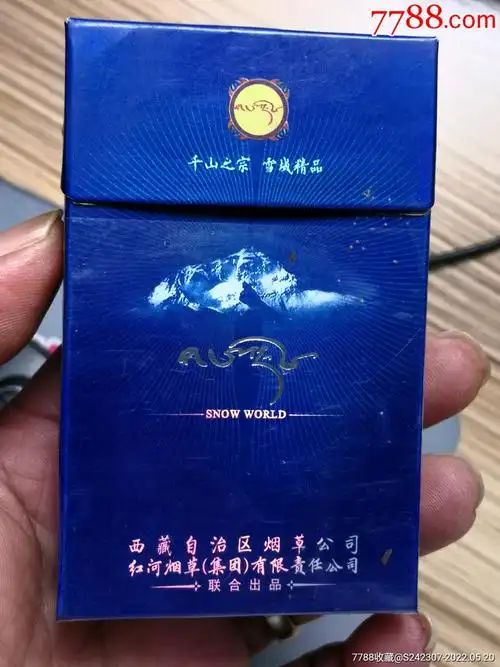 7788.com
千山之宗 雪域精品
SNOW WORLD
西藏自治区烟草公司
红河烟草(集团)有限责任公司
联合出品
7788收藏@S242307-2022.05.20